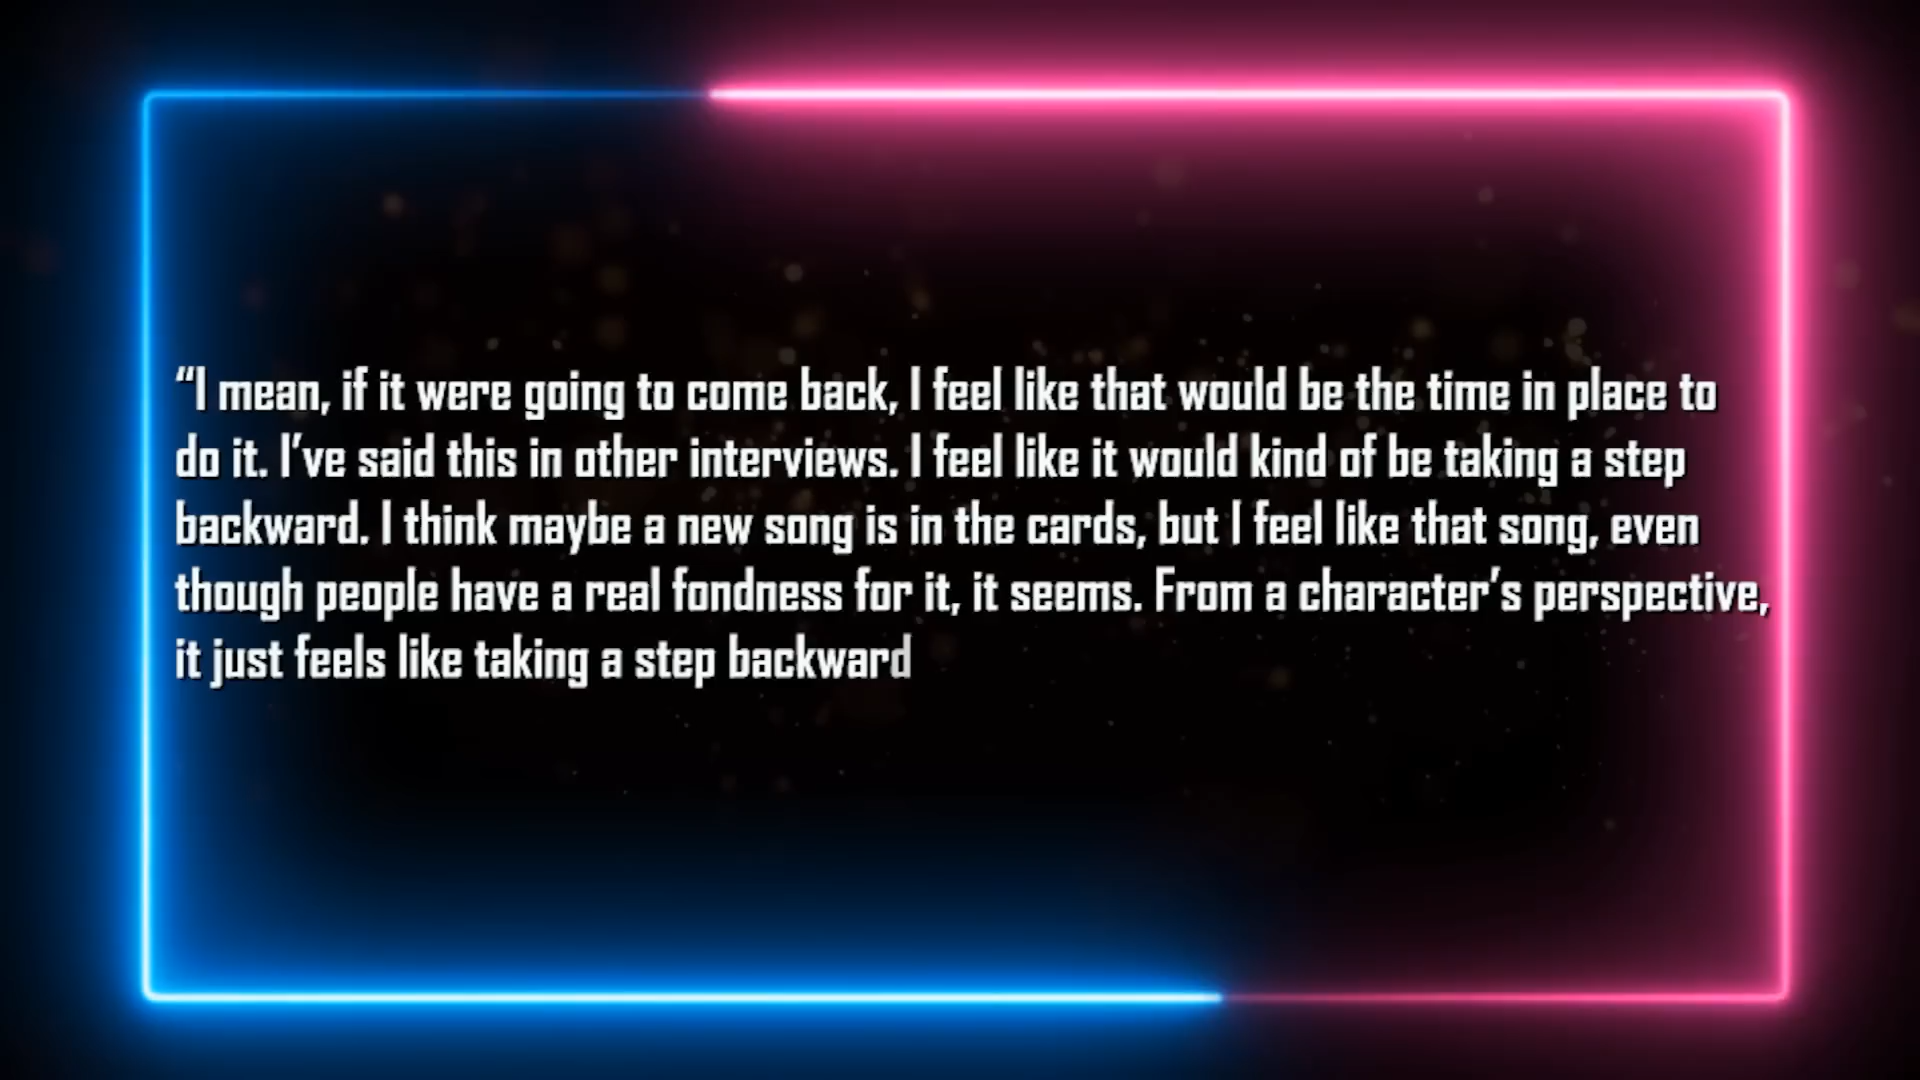 “I mean, if it were going to come back, I feel like that would be the time in place to
do it. I’ve said this in other interviews. I feel like it would kind of be taking a step
backward. I think maybe a new song is in the cards, but I feel like that song, even
though people have a real fondness for it, it seems. From a character’s perspective,
it just feels like taking a step backward